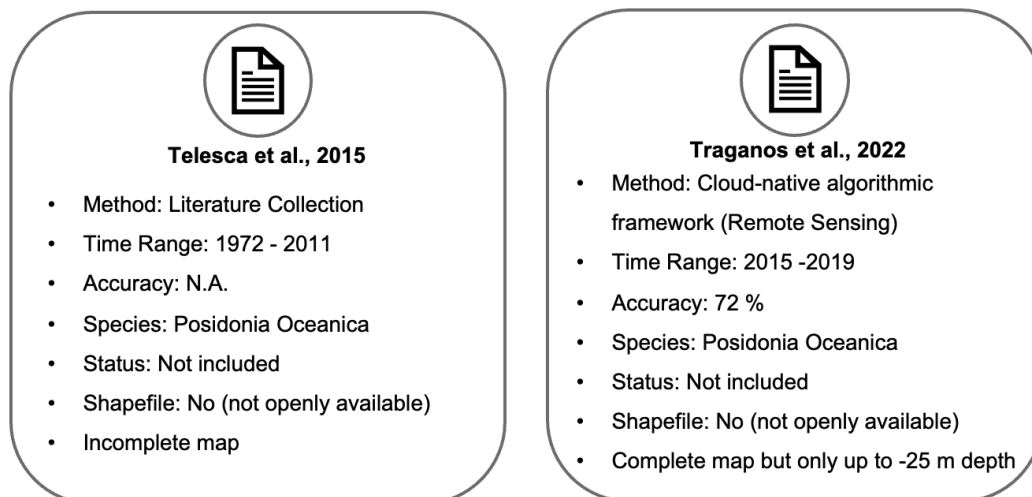 Telesca et al., 2015
• Method: Literature Collection
• Time Range: 1972 - 2011
• Accuracy: N.A.
• Species: Posidonia Oceanica
• Status: Not included
• Shapefile: No (not openly available)
• Incomplete map
Traganos et al., 2022
• Method: Cloud-native algorithmic
framework (Remote Sensing)
• Time Range: 2015 -2019
• Accuracy: 72 %
• Species: Posidonia Oceanica
• Status: Not included
• Shapefile: No (not openly available)
• Complete map but only up to -25 m depth